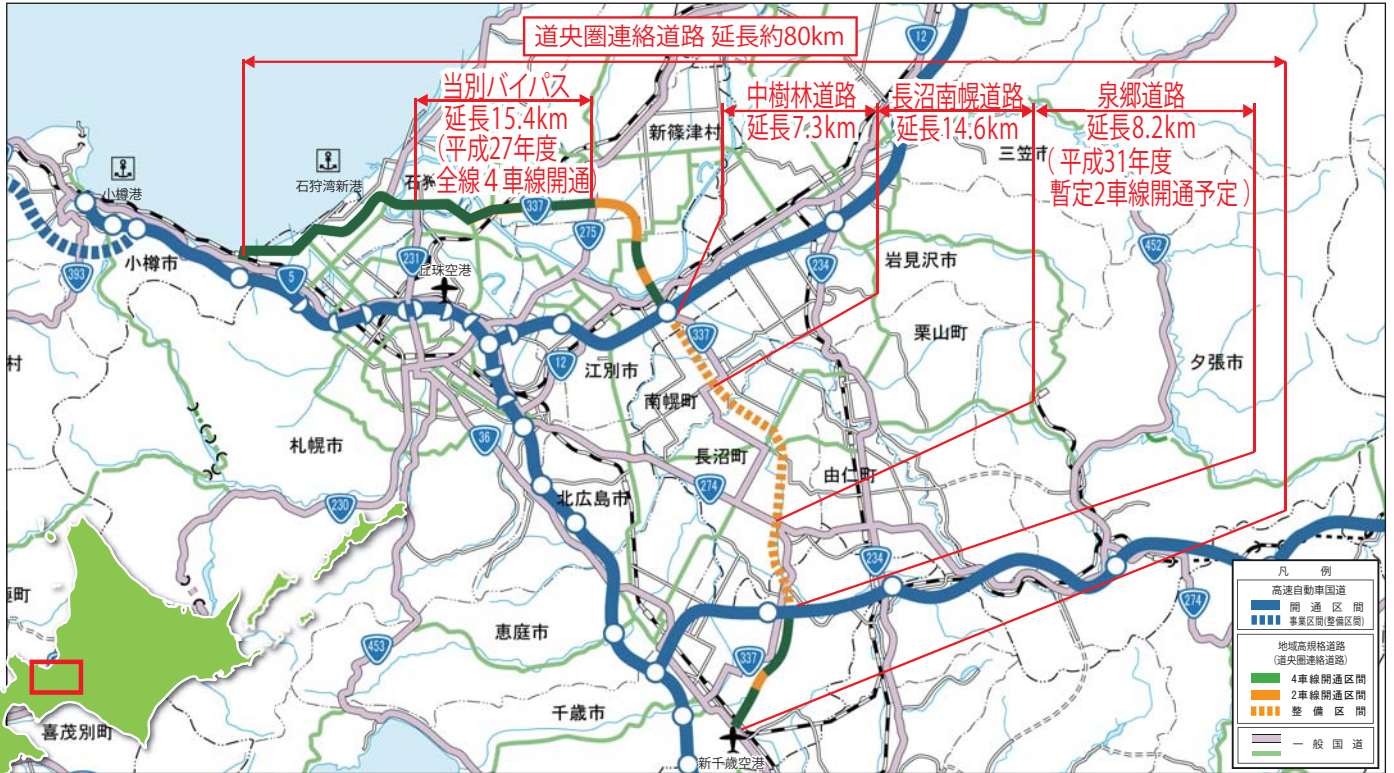 道央圏連絡道路 延長約80km
当別バイパス
延長15.4km
(平成27年度
全線4車線開通)
中樹林道路
延長7.3km
長沼南幌道路
延長14.6km
泉郷道路
延長8.2km
(平成31年度
暫定2車線開通予定)
12
新篠津村
三笠市
小樽港
石狩湾新港
337
275
452
393
小樽市
5
231
丘珠空港
234
岩見沢市
栗山町
夕張市
村
12
337
江別市
南幌町
札幌市
36
長沼町
274
由仁町
230
北広島市
234
274
恵庭市
453
337
千歳市
喜茂別町
新千歳空港
凡 例
高速自動車国道
開通区間
事業区間(整備区間)
地域高規格道路
(道央圏連絡道路)
4車線開通区間
2車線開通区間
整備区間
一般国道